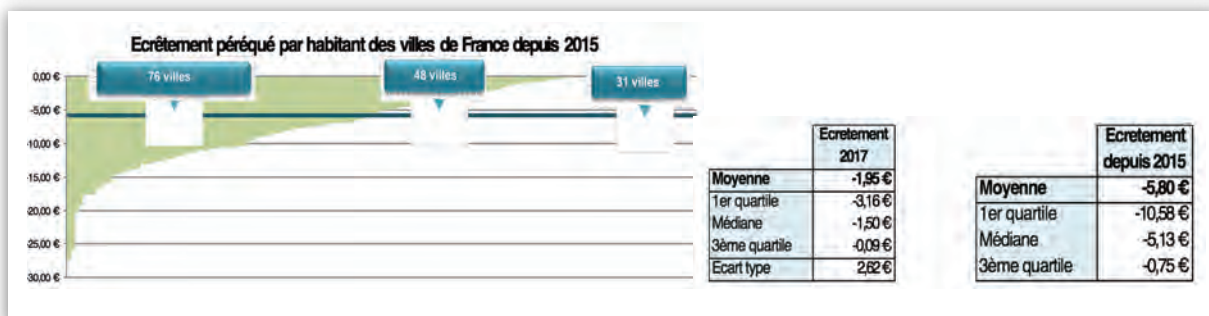 Ecrêtement péréqué par habitant des villes de France depuis 2015
76 villes
48 villes
31 villes
0,00 €
-5,00 €
-10,00 €
-15,00 €
-20,00 €
-25,00 €
-30,00 €
Ecretement
2017
Moyenne -1,95 €
1er quartile -3,16 €
Médiane -1,50 €
3ème quartile -0,09 €
Ecart type 2,62 €
Ecretement
depuis 2015
Moyenne -5,80 €
1er quartile -10,58 €
Médiane -5,13 €
3ème quartile -0,75 €